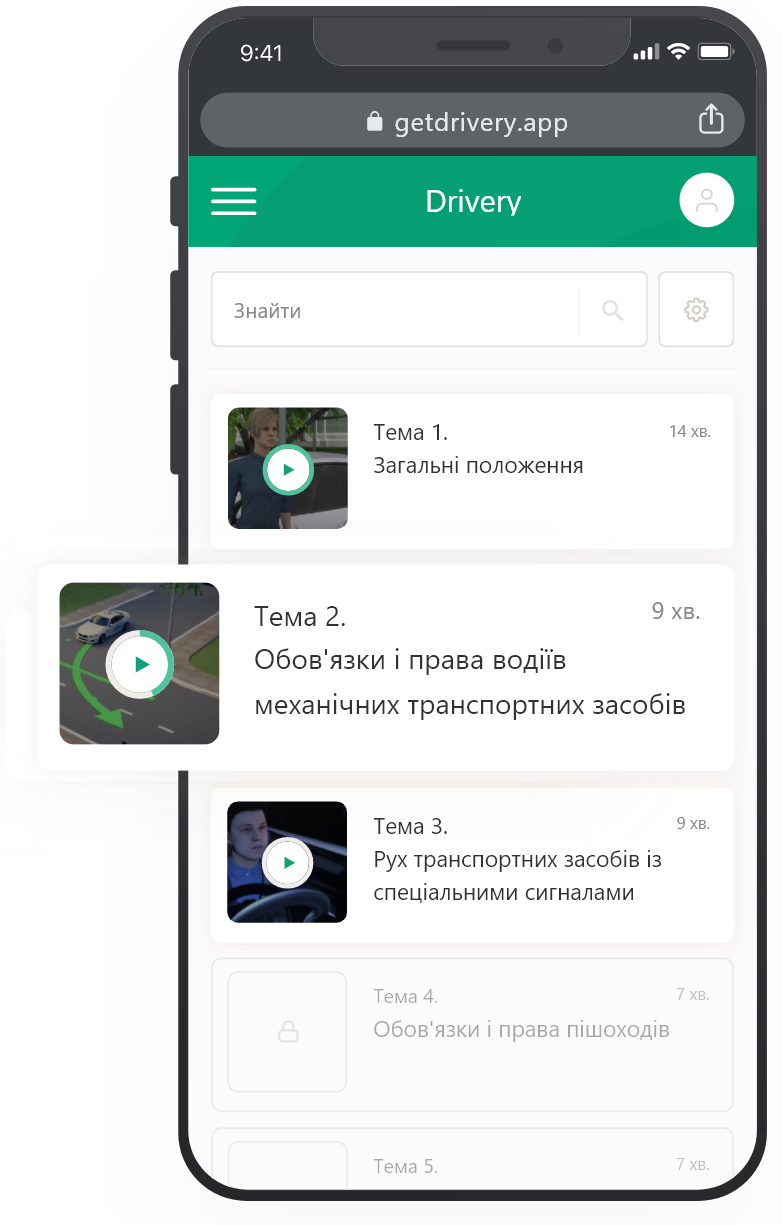 9:41
getdrivery.app
Drivery
Знайти
Тема 1.
14 хв.
Загальні положення
Тема 2.
9 хв.
Обов'язки і права водіїв
механічних транспортних засобів
Тема 3.
9 хв.
Рух транспортних засобів із
спеціальними сигналами
Тема 4.
7 хв.
Обов'язки і права пішоходів
Тема 5.
7 хв.